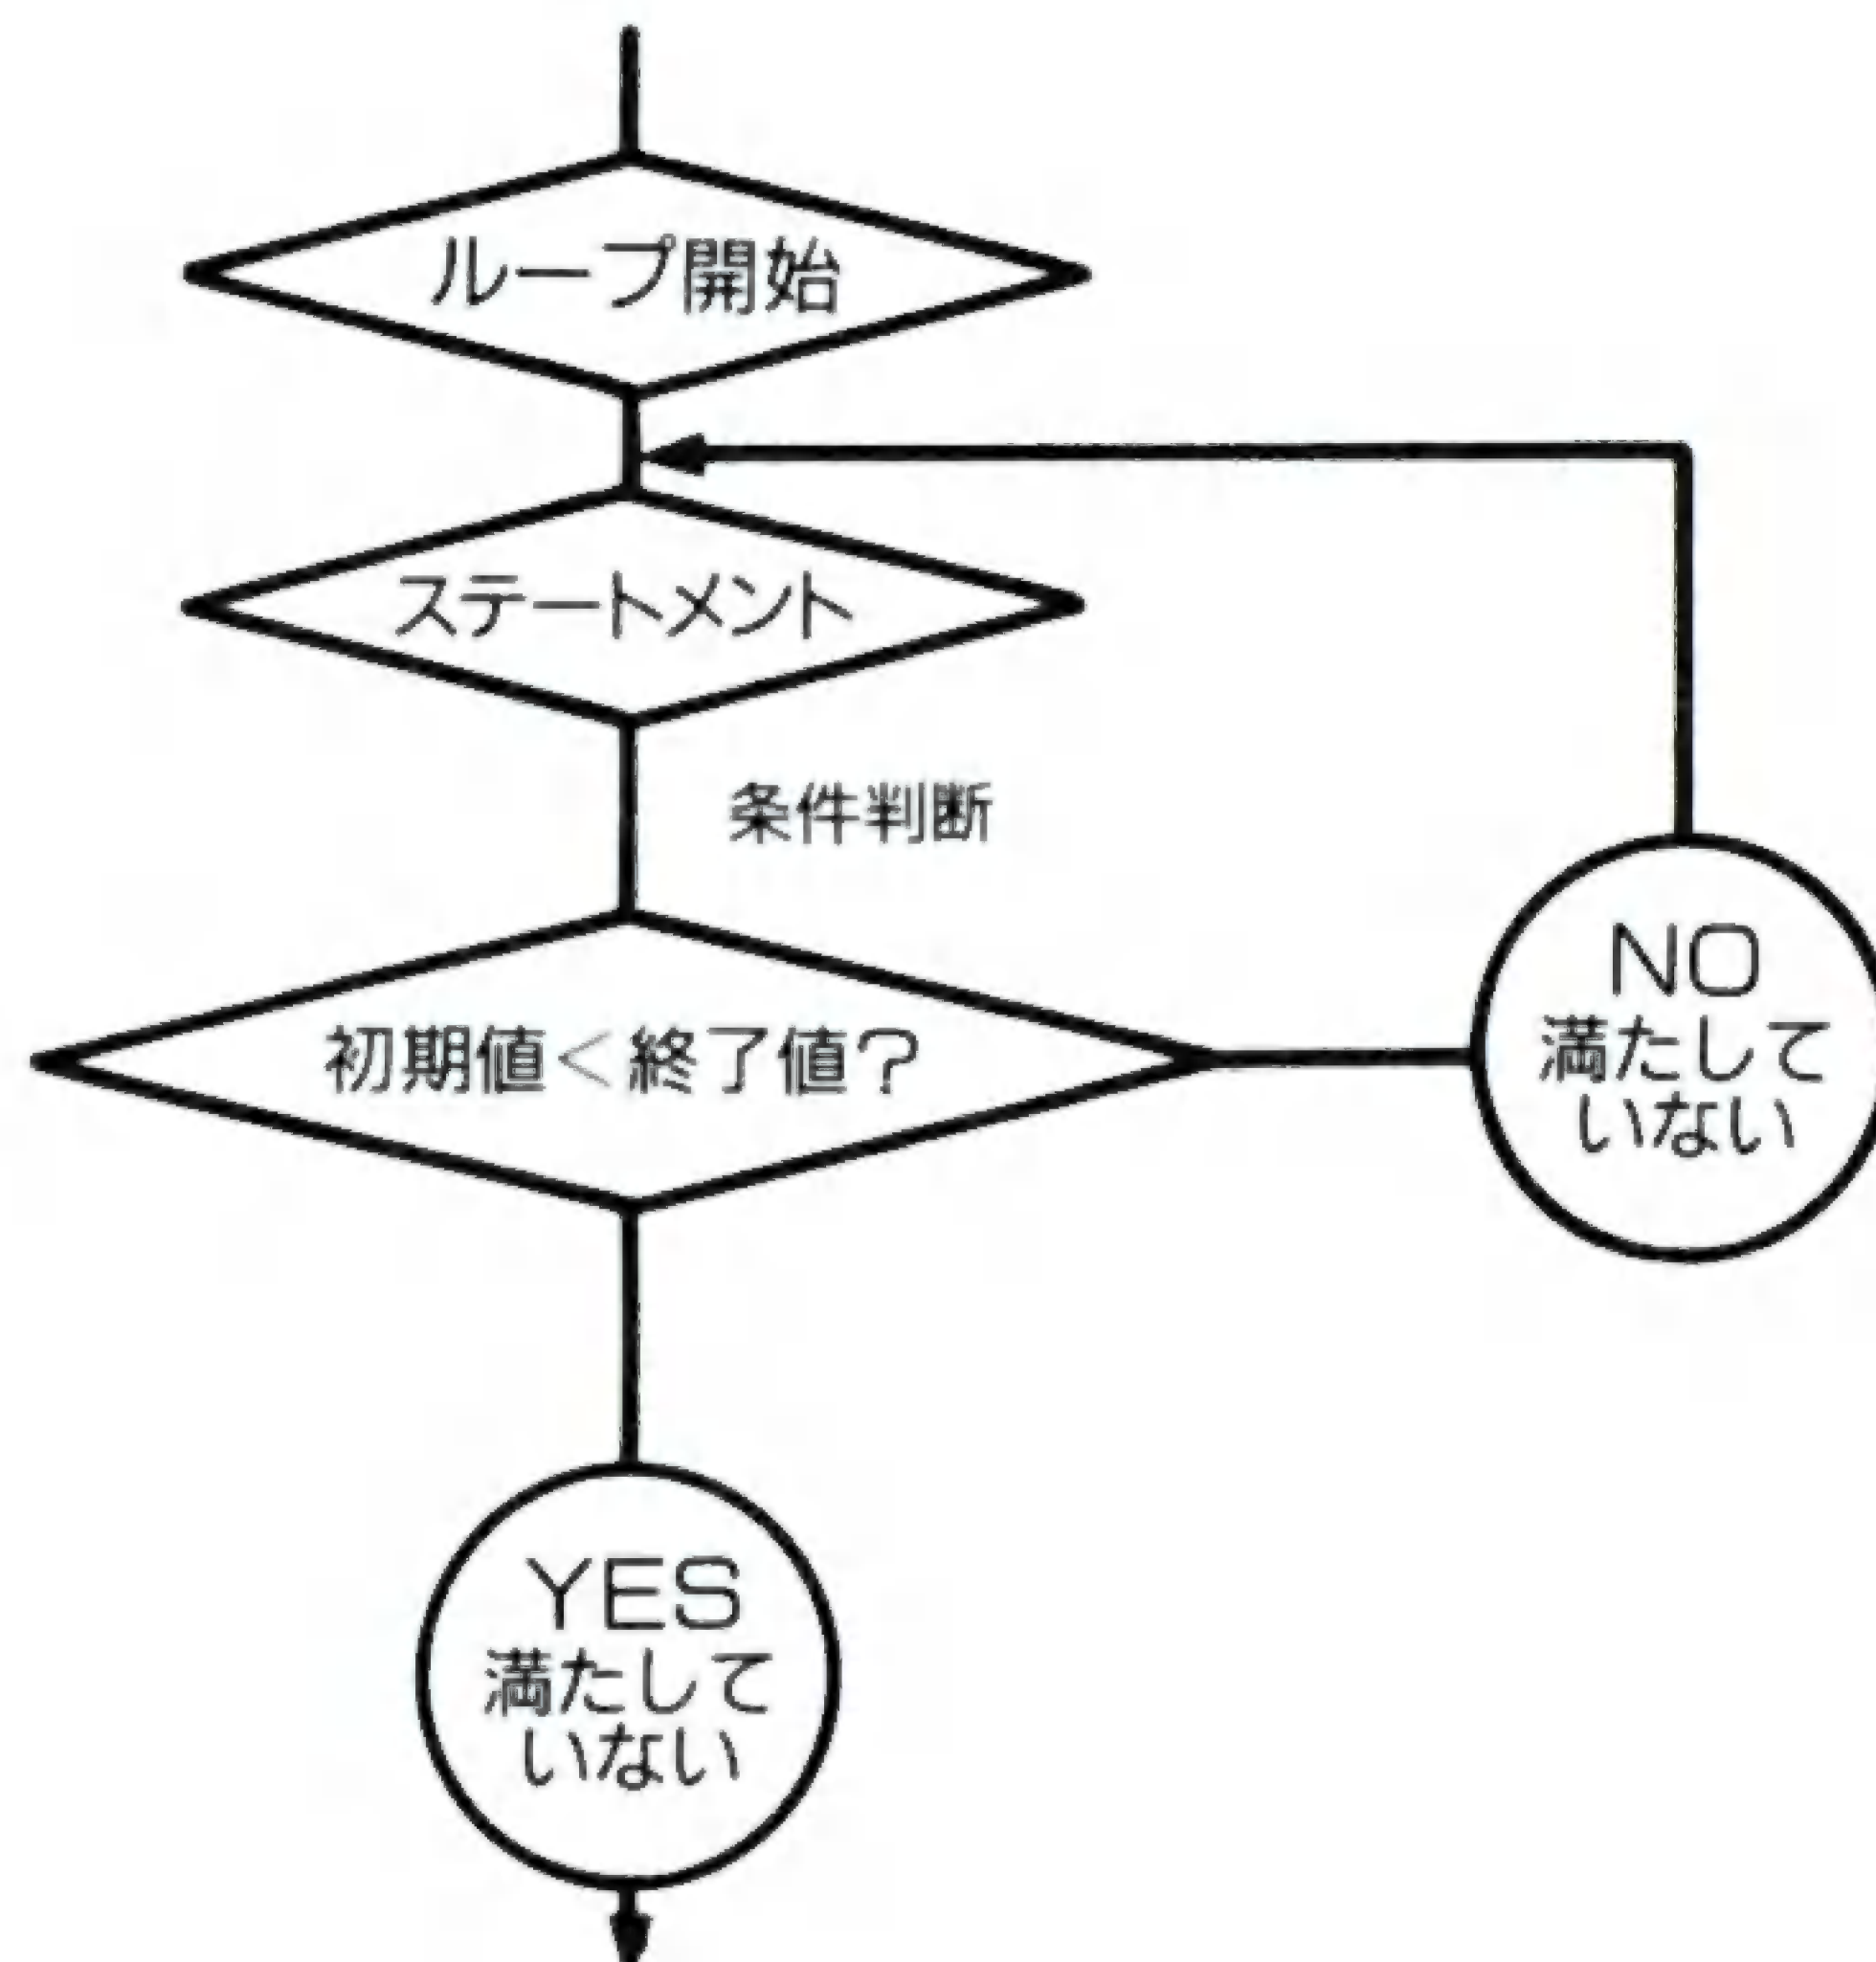 ループ開始
ステートメント
条件判断
初期値<終了値?
NO
満たして
いない
YES
満たして
いない